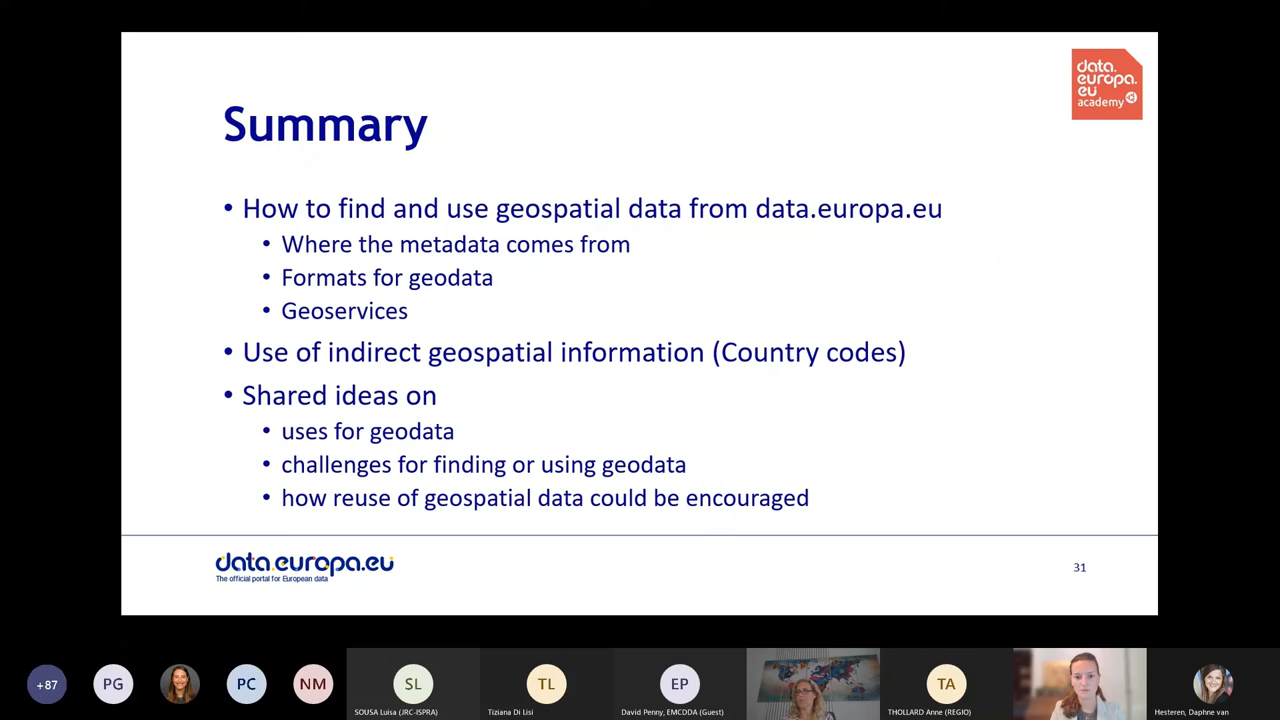 data.
europa.
eu
academy
Summary
• How to find and use geospatial data from data.europa.eu
• Where the metadata comes from
• Formats for geodata
• Geoservices
• Use of indirect geospatial information (Country codes)
• Shared ideas on
• uses for geodata
• challenges for finding or using geodata
• how reuse of geospatial data could be encouraged
data.europa.eu
The official portal for European data
31
+87
PG
PC
NM
SL
TL
EP
TA
SOUSA Luisa (JRC-ISPRA)
Tiziana Di Lisi
David Penny, EMCDDA (Guest)
THOLLARD Anne (REGIO)
Hesteren, Daphne van